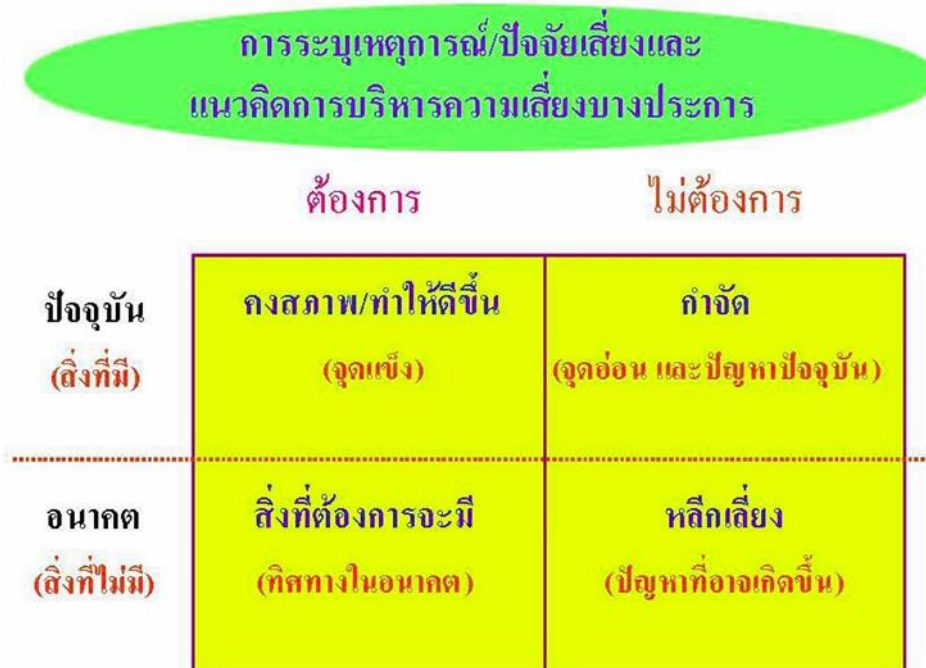 การระบุเหตุการณ์/ปัจจัยเสี่ยงและ
แนวคิดการบริหารความเสี่ยงบางประการ
ต้องการ ไม่ต้องการ
ปัจจุบัน คงสภาพ/ทำให้ดีขึ้น กำจัด
(สิ่งที่มี) (จุดแข็ง) (จุดอ่อน และปัญหาปัจจุบัน)
อนาคต สิ่งที่ต้องการจะมี หลีกเลี่ยง
(สิ่งที่ไม่มี) (ทิศทางในอนาคต) (ปัญหาที่อาจเกิดขึ้น)